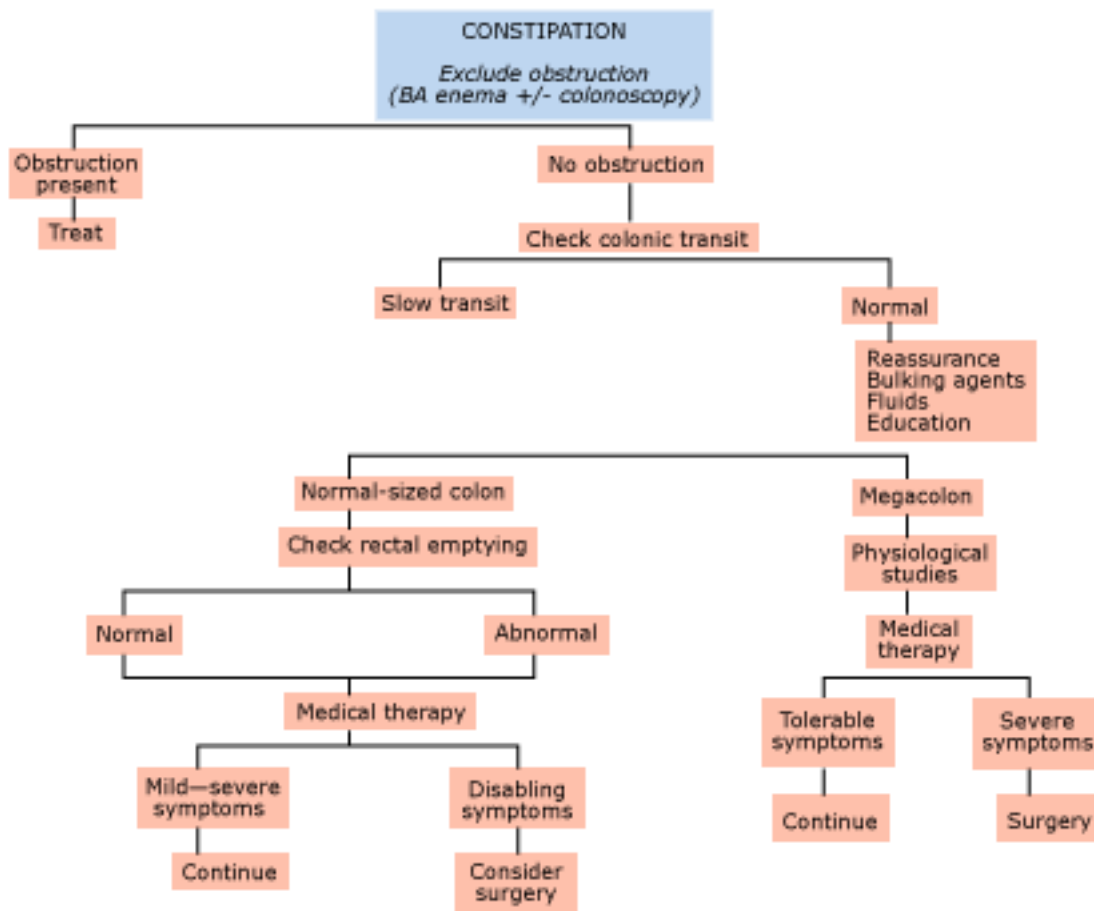 CONSTIPATION
Exclude obstruction
(BA enema +/- colonoscopy)
Obstruction
present
No obstruction
Treat
Check colonic transit
Slow transit
Normal
Reassurance
Bulking agents
Fluids
Education
Normal-sized colon
Megacolon
Check rectal emptying
Physiological
studies
Normal
Abnormal
Medical
therapy
Medical therapy
Tolerable
symptoms
Severe
symptoms
Mild—severe
symptoms
Disabling
symptoms
Continue
Surgery
Continue
Consider
surgery